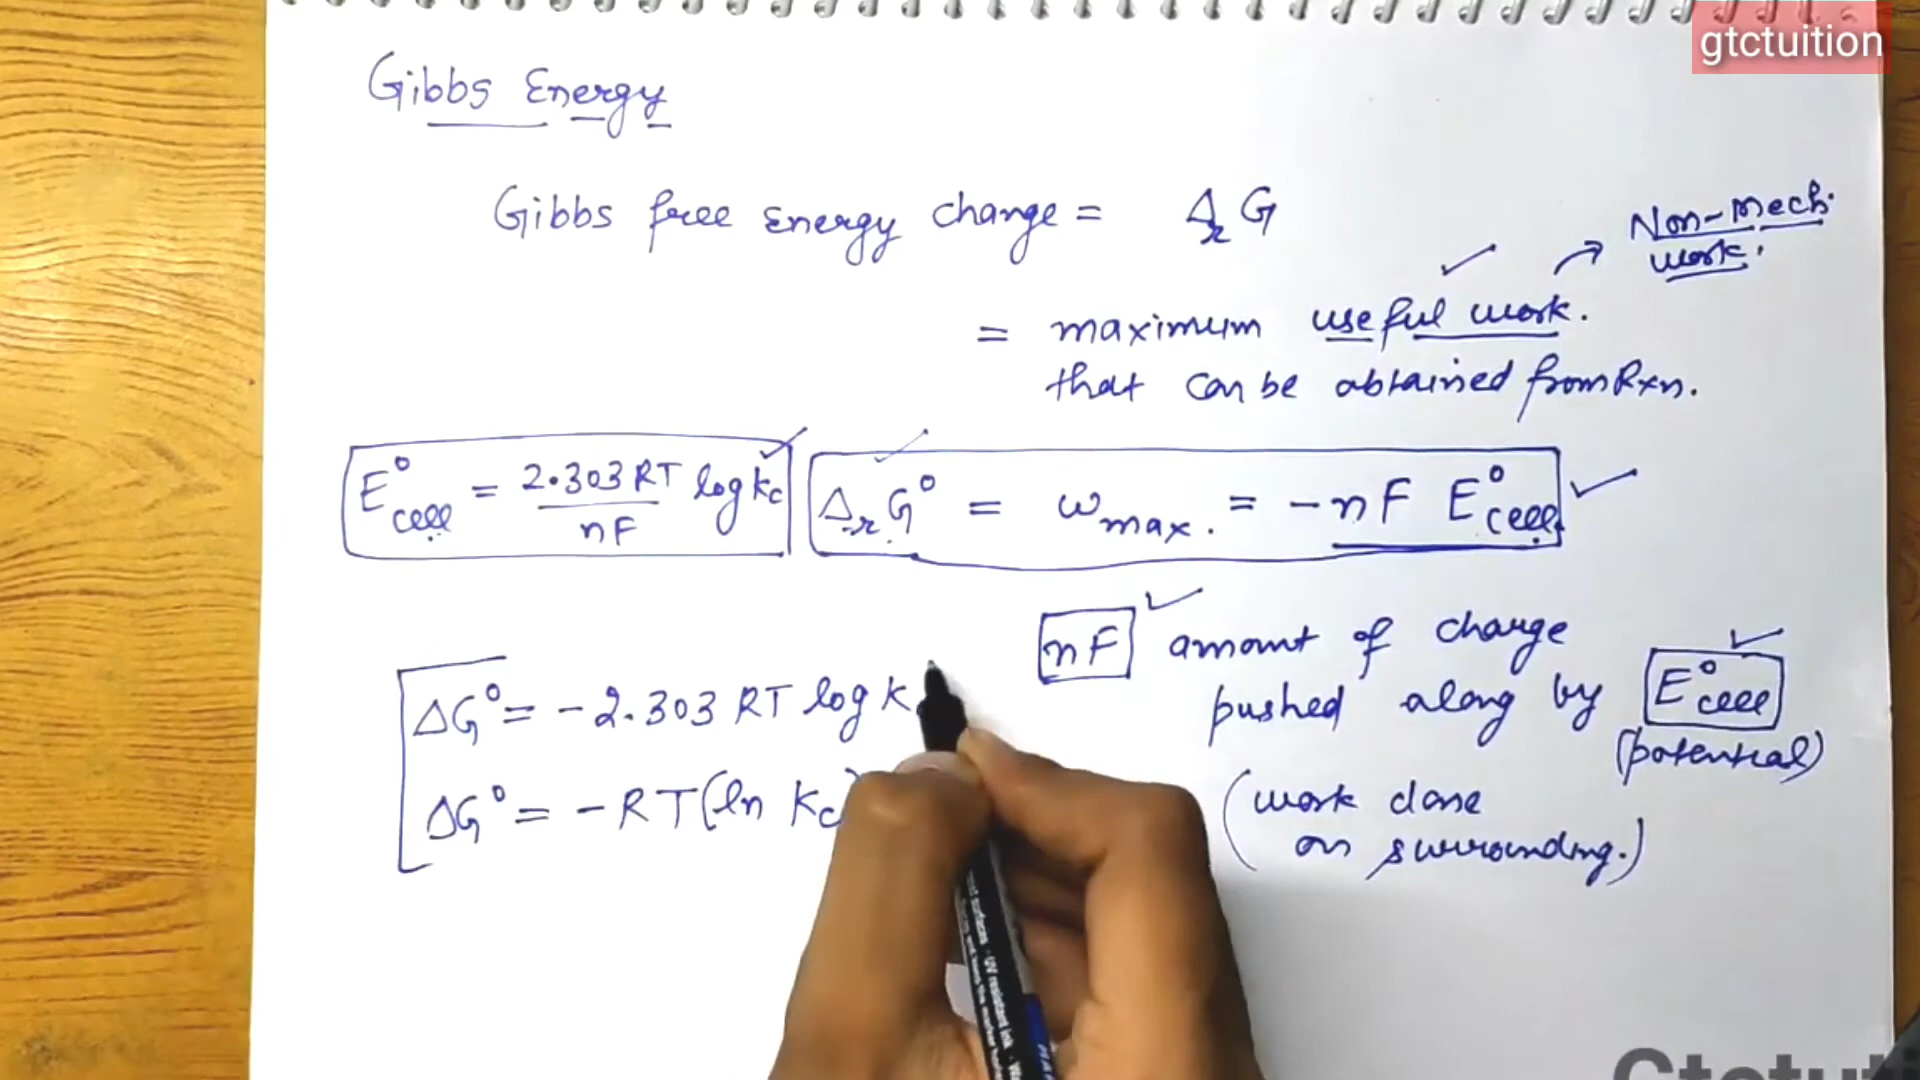 gtctuition
Gibbs Energy
Gibbs free Energy change = ΔrG
Non-Mech.
work.
= maximum useful work.
that can be obtained from Rxn.
E°cell = 2.303 RT / nF log Kc
ΔrG° = wmax. = -nF E°cell
nF amount of charge
pushed along by E°cell
(potential)
(work done
on surrounding.)
ΔG° = -2.303 RT log K
ΔG° = -RT(ln Kc)